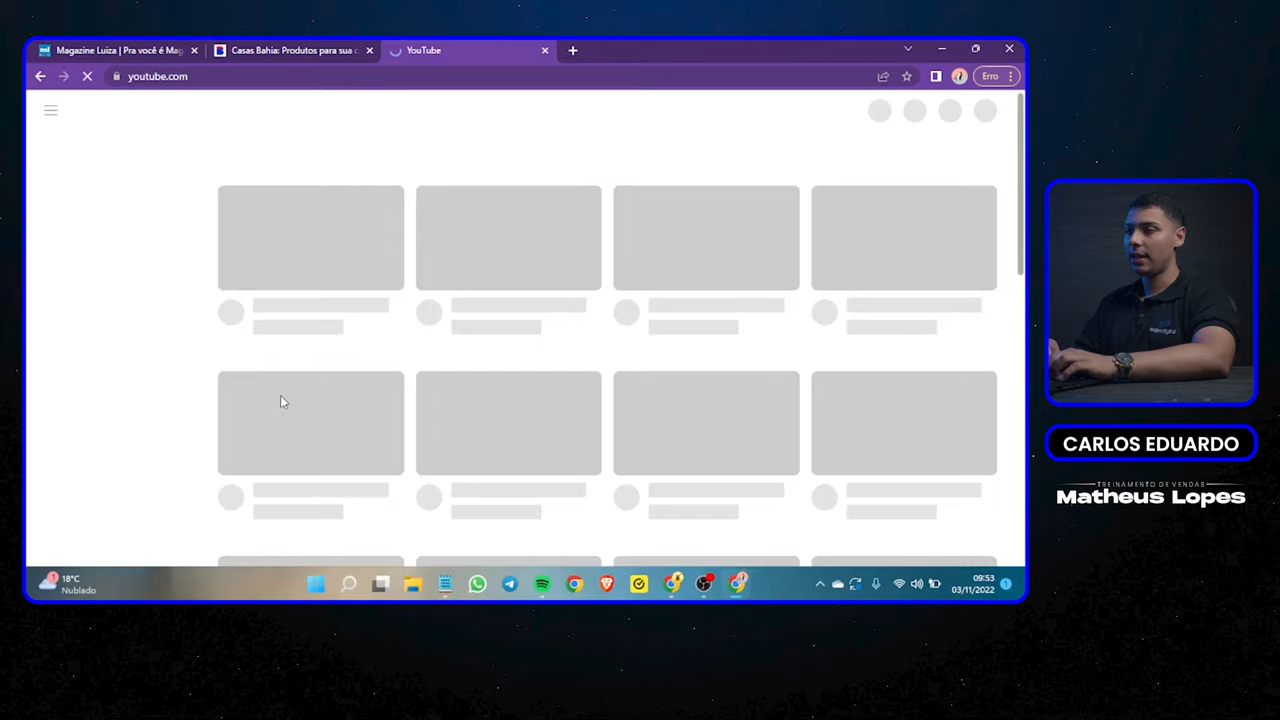 Magazine Luiza | Pra você é Mag
Casas Bahia: Produtos para sua c
YouTube
youtube.com
Erro
18°C
Nublado
09:53
03/11/2022
CARLOS EDUARDO
TREINAMENTO DE VENDAS
Matheus Lopes